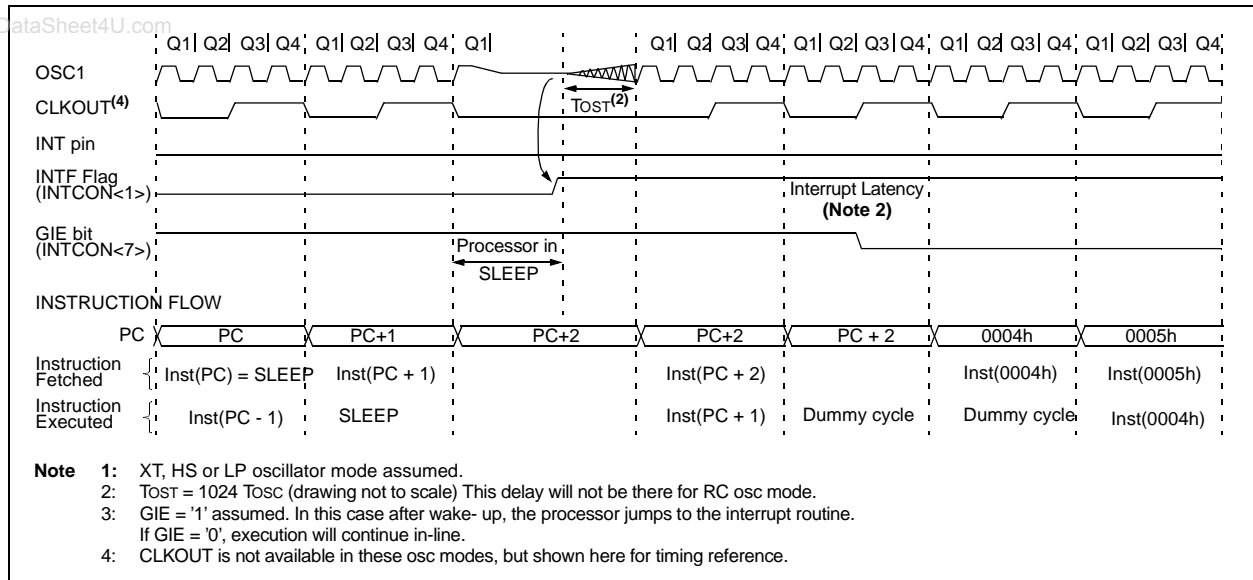 DataSheet4U.com
Q1 Q2 Q3 Q4 Q1 Q2 Q3 Q4 Q1 Q1 Q2 Q3 Q4 Q1 Q2 Q3 Q4 Q1 Q2 Q3 Q4 Q1 Q2 Q3 Q4
OSC1
CLKOUT(4)
TOST(2)
INT pin
INTF Flag
(INTCON<1>)
Interrupt Latency
(Note 2)
GIE bit
(INTCON<7>)
Processor in
SLEEP
INSTRUCTION FLOW
PC PC PC+1 PC+2 PC+2 PC + 2 0004h 0005h
Instruction
Fetched
Inst(PC) = SLEEP Inst(PC + 1) Inst(PC + 2) Inst(0004h) Inst(0005h)
Instruction
Executed
Inst(PC - 1) SLEEP Inst(PC + 1) Dummy cycle Dummy cycle Inst(0004h)
Note 1: XT, HS or LP oscillator mode assumed.
2: TOST = 1024 TOSC (drawing not to scale) This delay will not be there for RC osc mode.
3: GIE = '1' assumed. In this case after wake- up, the processor jumps to the interrupt routine.
If GIE = '0', execution will continue in-line.
4: CLKOUT is not available in these osc modes, but shown here for timing reference.